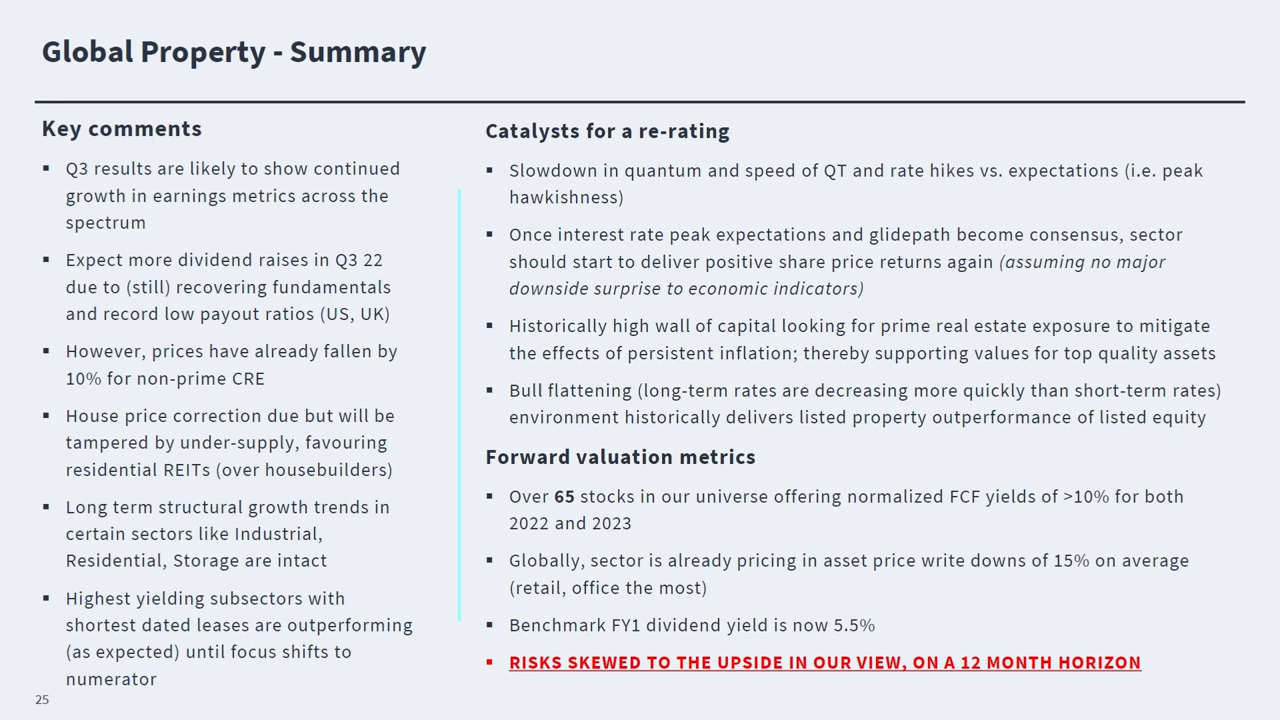 Global Property - Summary
Key comments
▪ Q3 results are likely to show continued
growth in earnings metrics across the
spectrum
▪ Expect more dividend raises in Q3 22
due to (still) recovering fundamentals
and record low payout ratios (US, UK)
▪ However, prices have already fallen by
10% for non-prime CRE
▪ House price correction due but will be
tampered by under-supply, favouring
residential REITs (over housebuilders)
▪ Long term structural growth trends in
certain sectors like Industrial,
Residential, Storage are intact
▪ Highest yielding subsectors with
shortest dated leases are outperforming
(as expected) until focus shifts to
numerator
Catalysts for a re-rating
▪ Slowdown in quantum and speed of QT and rate hikes vs. expectations (i.e. peak
hawkishness)
▪ Once interest rate peak expectations and glidepath become consensus, sector
should start to deliver positive share price returns again (assuming no major
downside surprise to economic indicators)
▪ Historically high wall of capital looking for prime real estate exposure to mitigate
the effects of persistent inflation; thereby supporting values for top quality assets
▪ Bull flattening (long-term rates are decreasing more quickly than short-term rates)
environment historically delivers listed property outperformance of listed equity
Forward valuation metrics
▪ Over 65 stocks in our universe offering normalized FCF yields of >10% for both
2022 and 2023
▪ Globally, sector is already pricing in asset price write downs of 15% on average
(retail, office the most)
▪ Benchmark FY1 dividend yield is now 5.5%
▪ RISKS SKEWED TO THE UPSIDE IN OUR VIEW, ON A 12 MONTH HORIZON
25